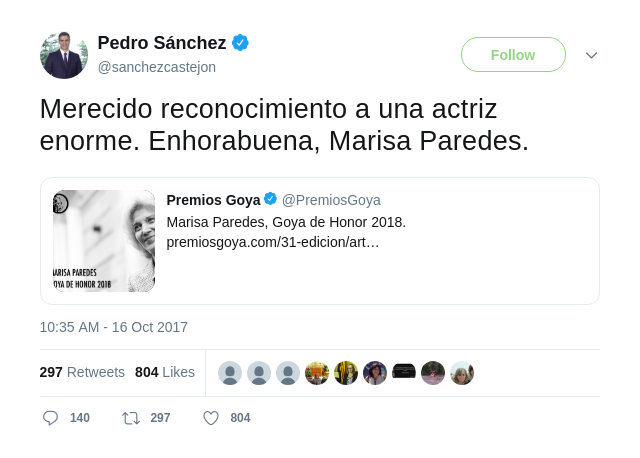 Pedro Sánchez
@sanchezcastejon
Follow
Merecido reconocimiento a una actriz
enorme. Enhorabuena, Marisa Paredes.
Premios Goya @PremiosGoya
Marisa Paredes, Goya de Honor 2018.
premiosgoya.com/31-edicion/art…
MARISA PAREDES
GOYA DE HONOR 2018
10:35 AM - 16 Oct 2017
297 Retweets 804 Likes
140 297 804